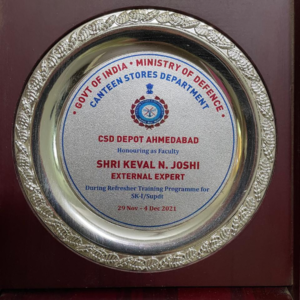 GOVT OF INDIA • MINISTRY OF DEFENCE
CANTEEN STORES DEPARTMENT
CSD DEPOT AHMEDABAD
Honouring as Faculty
SHRI KEVAL N. JOSHI
EXTERNAL EXPERT
During Refresher Training Programme for
SK-I/Supdt
29 Nov - 4 Dec 2021